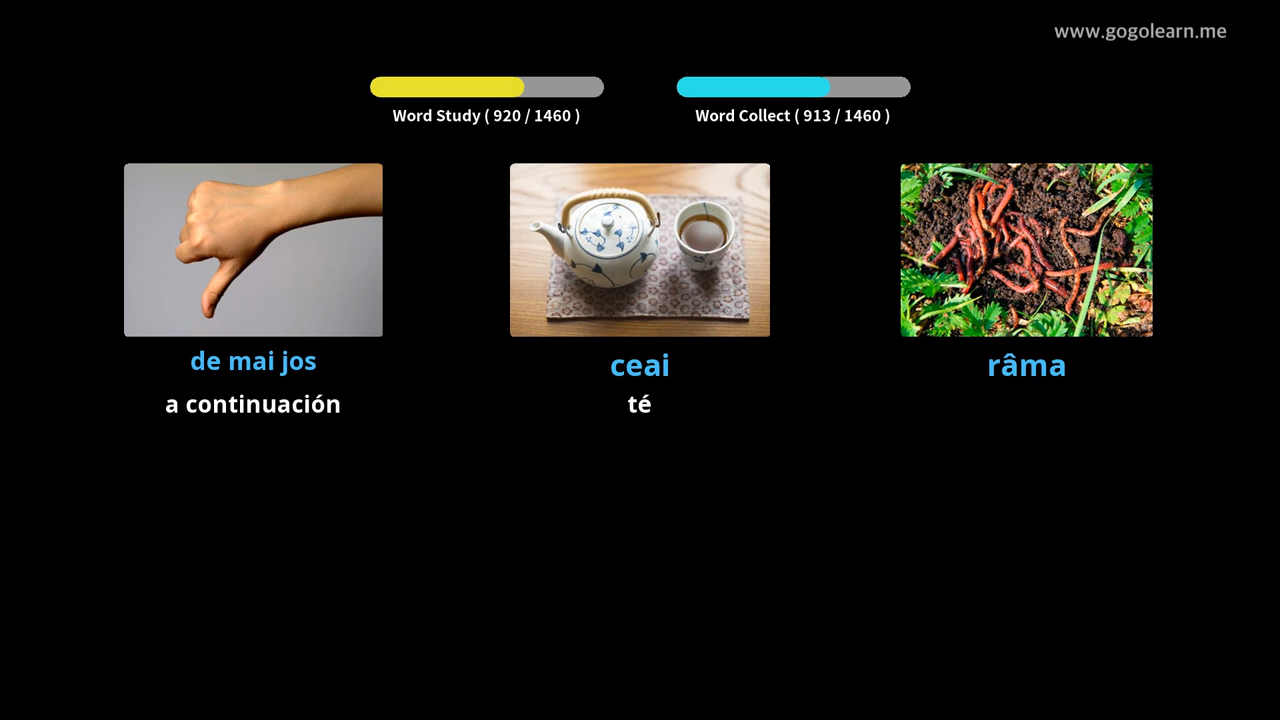 www.gogolearn.me
Word Study ( 920 / 1460 )
Word Collect ( 913 / 1460 )
de mai jos
ceai
râma
a continuación
té